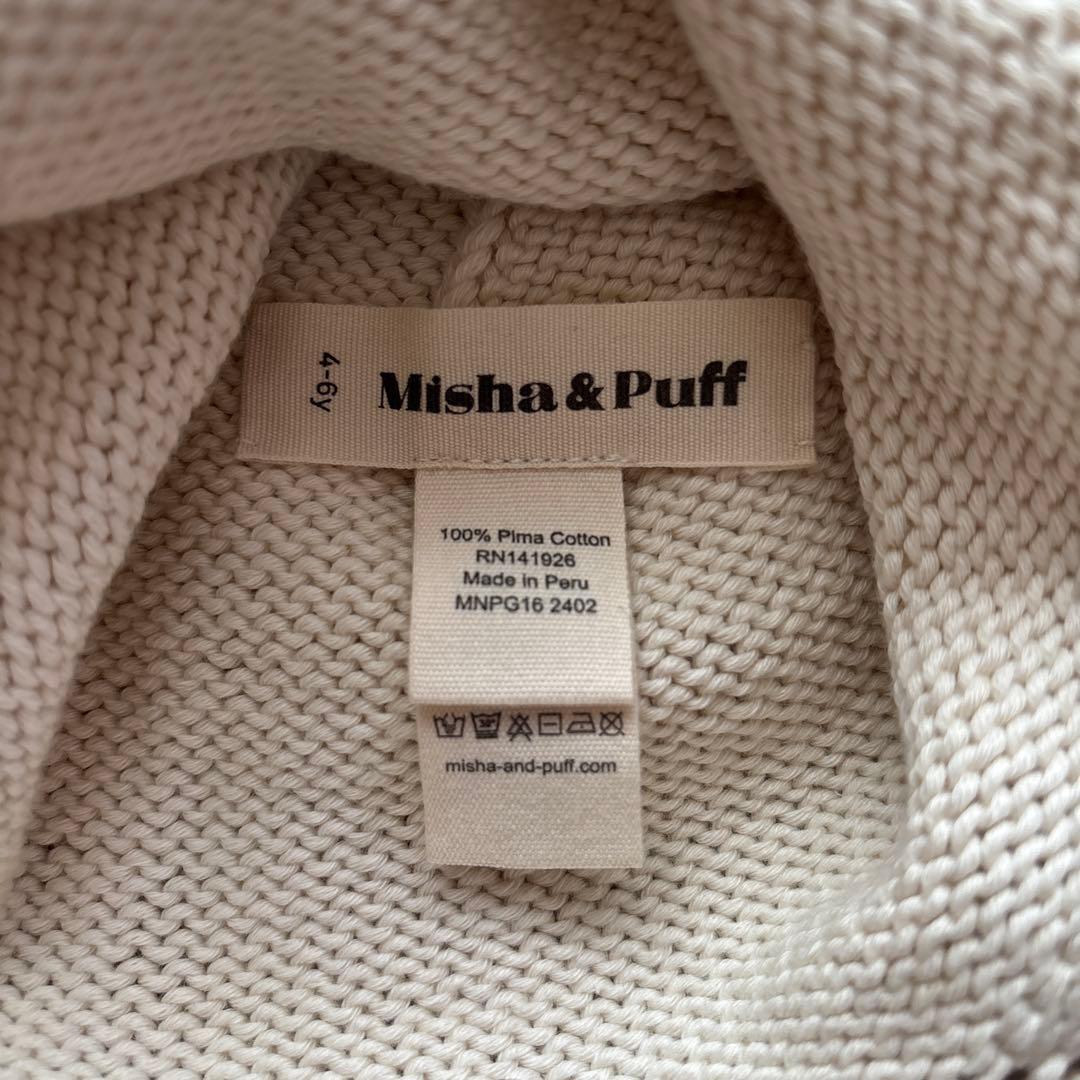 4-6y
Misha & Puff
100% Pima Cotton
RN141926
Made in Peru
MNPG16 2402
misha-and-puff.com